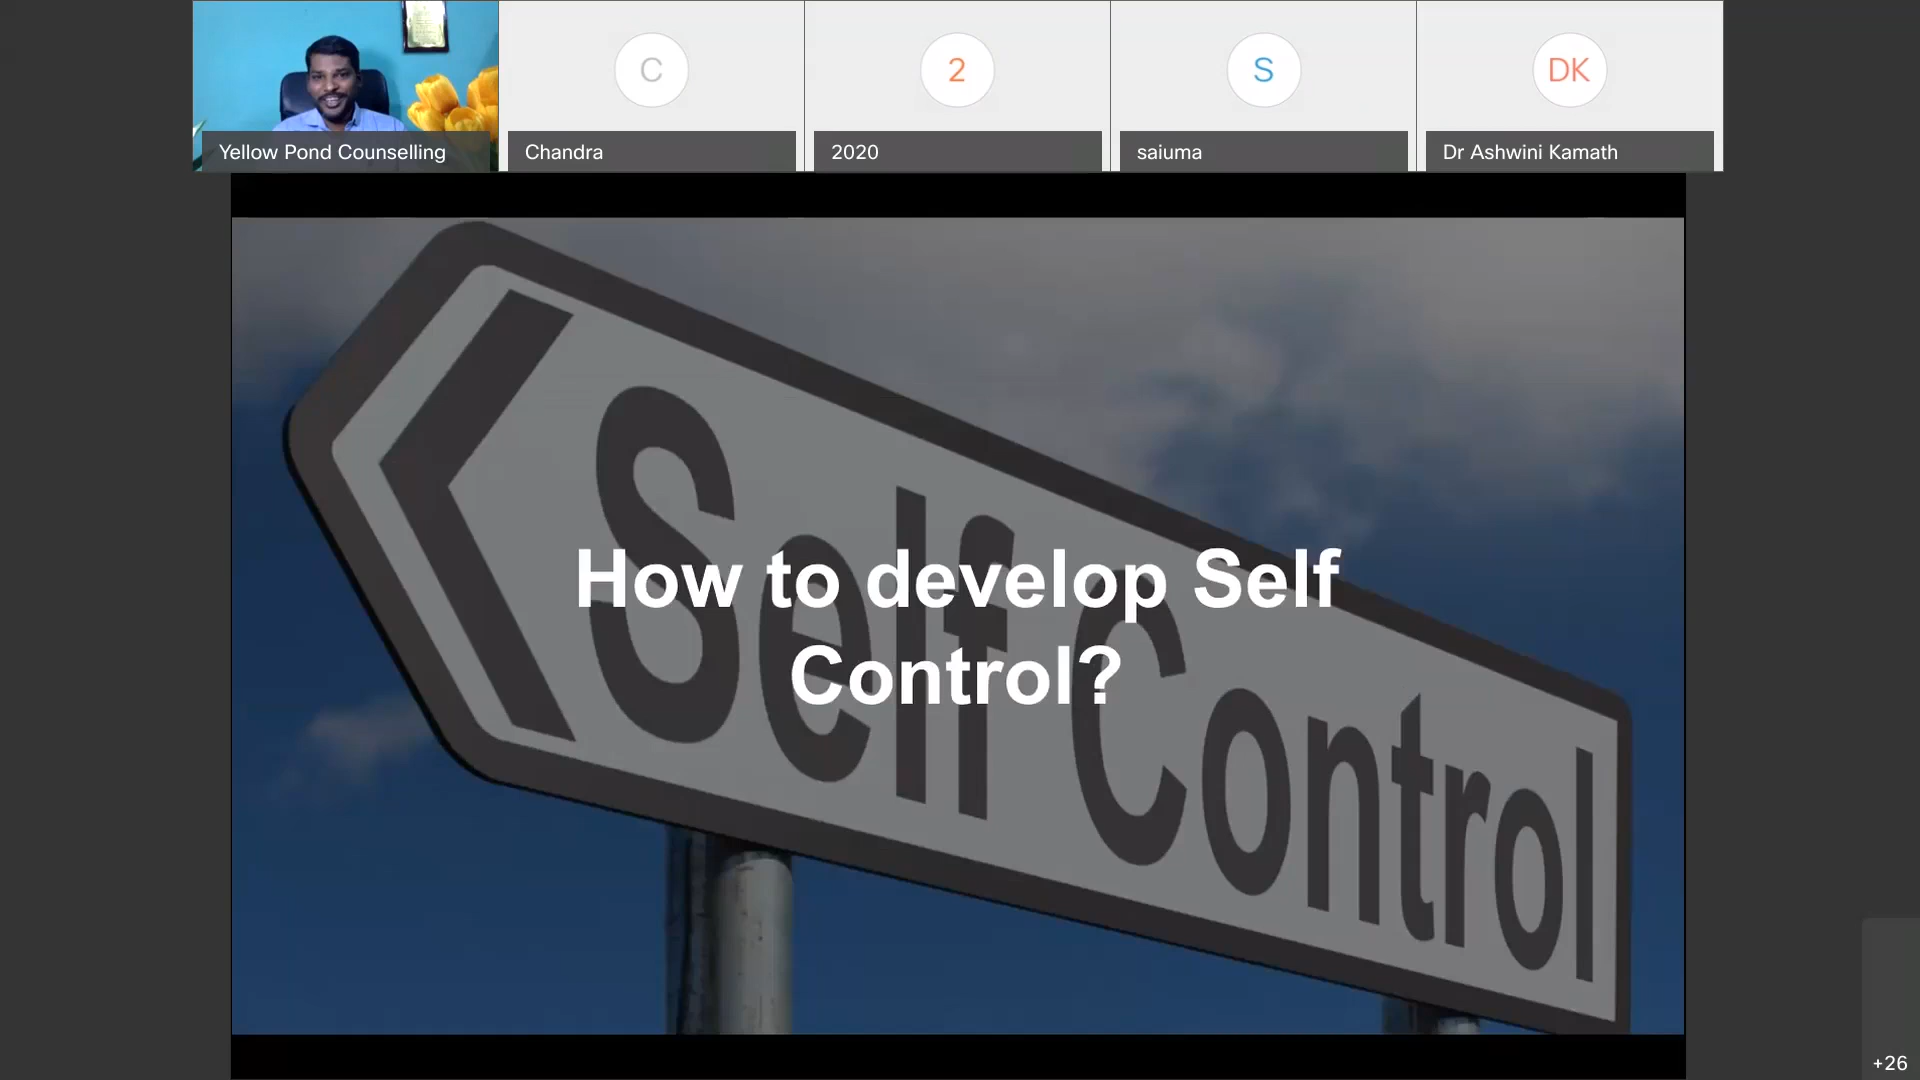 C
2
S
DK
Yellow Pond Counselling
Chandra
2020
saiuma
Dr Ashwini Kamath
Self Control
How to develop Self
Control?
+26